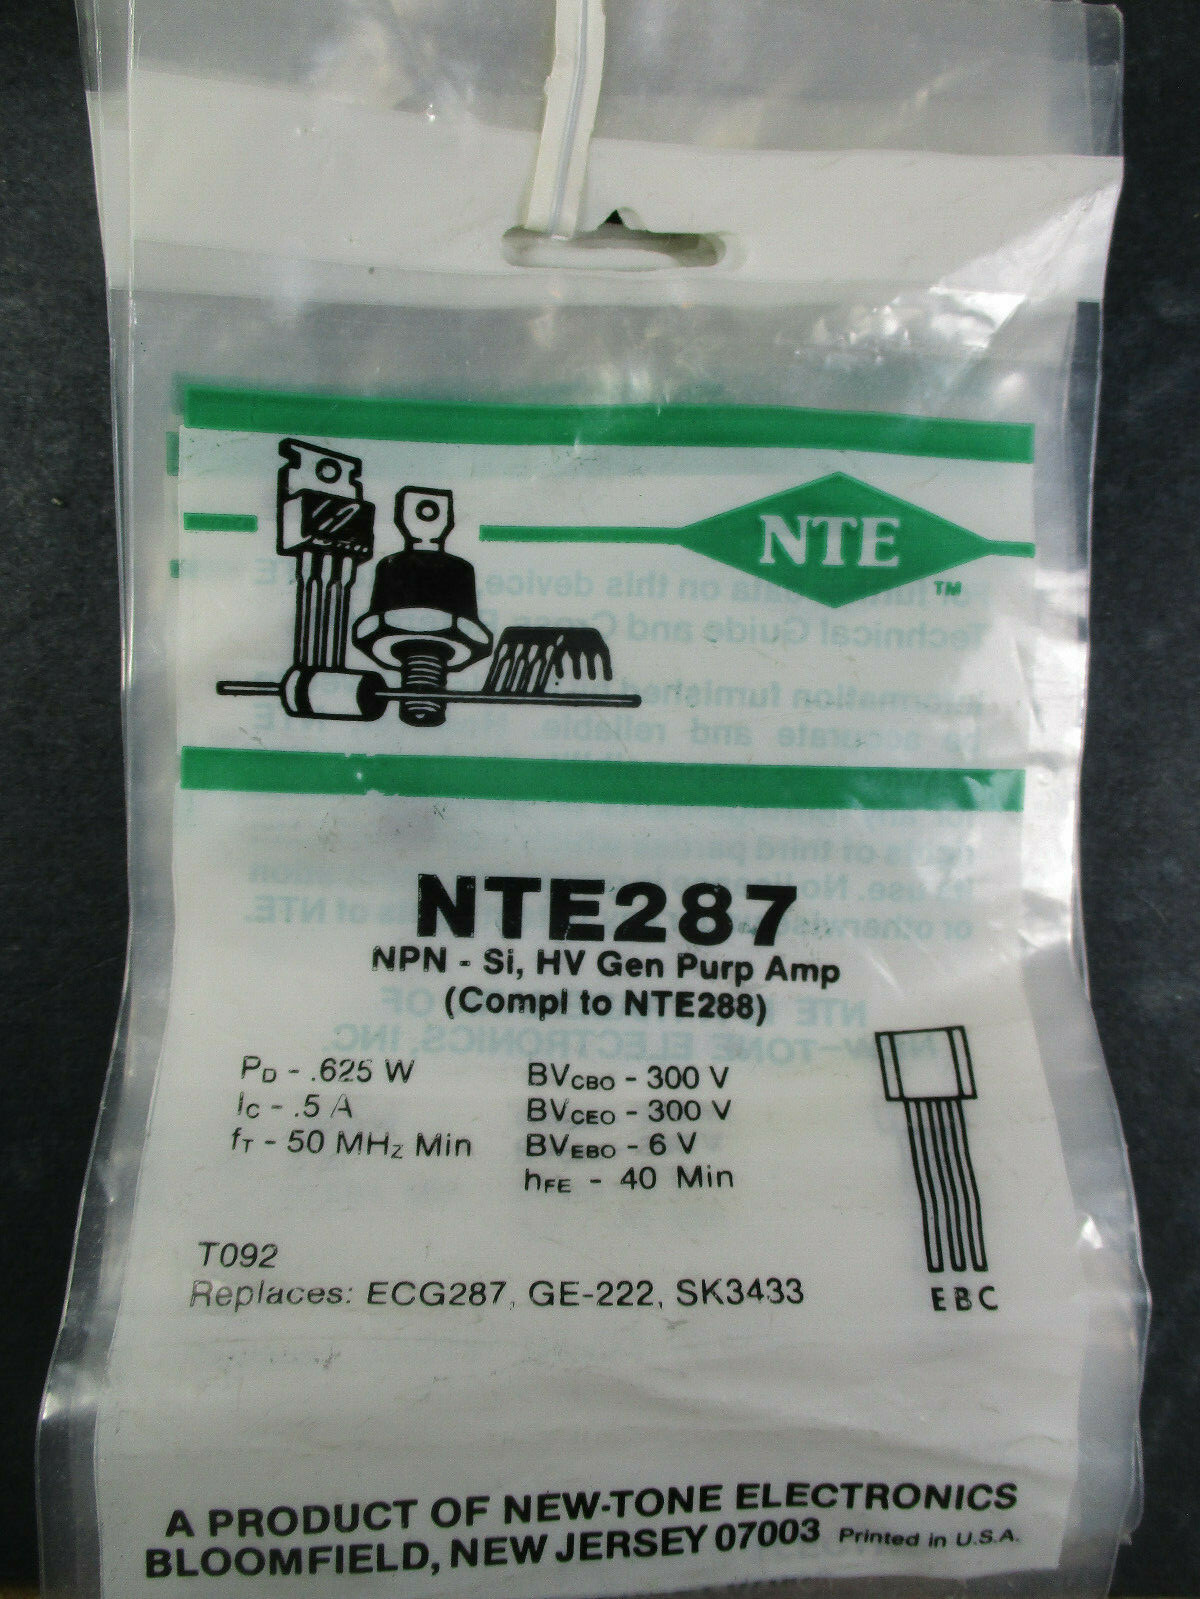 NTE
TM
NTE287
NPN - Si, HV Gen Purp Amp
(Compl to NTE288)
PD - .625 W
IC - .5 A
fT - 50 MHz Min
BVCBO - 300 V
BVCEO - 300 V
BVEBO - 6 V
hFE - 40 Min
TO92
Replaces: ECG287, GE-222, SK3433
E B C
A PRODUCT OF NEW-TONE ELECTRONICS
BLOOMFIELD, NEW JERSEY 07003 Printed in U.S.A.